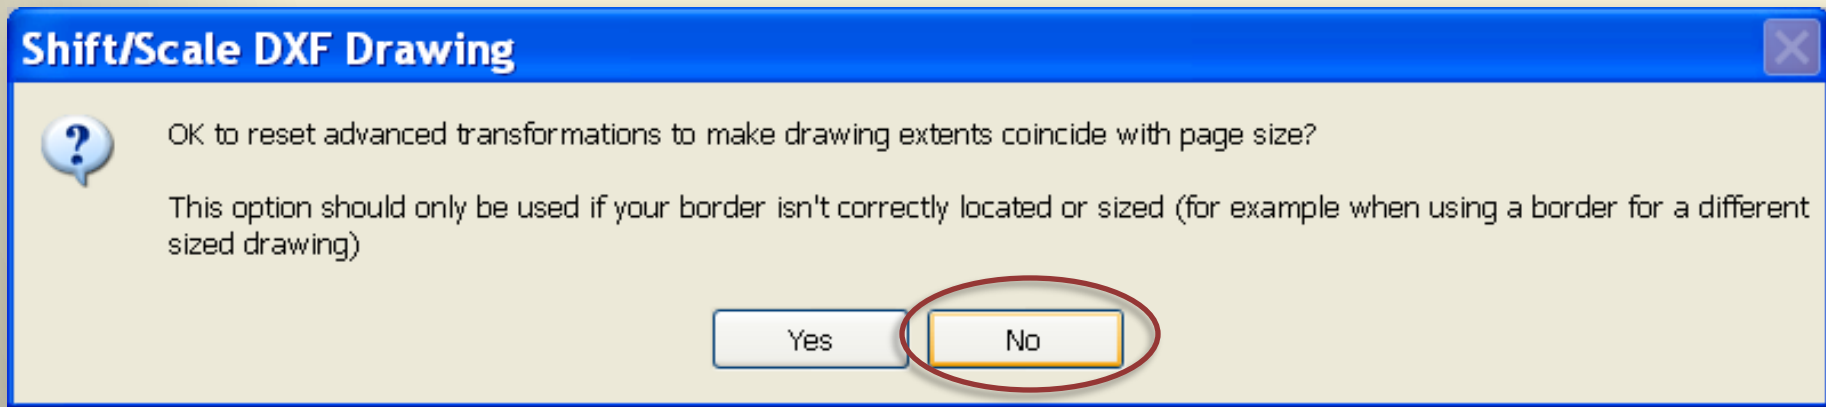 Shift/Scale DXF Drawing
OK to reset advanced transformations to make drawing extents coincide with page size?
This option should only be used if your border isn't correctly located or sized (for example when using a border for a different
sized drawing)
Yes No